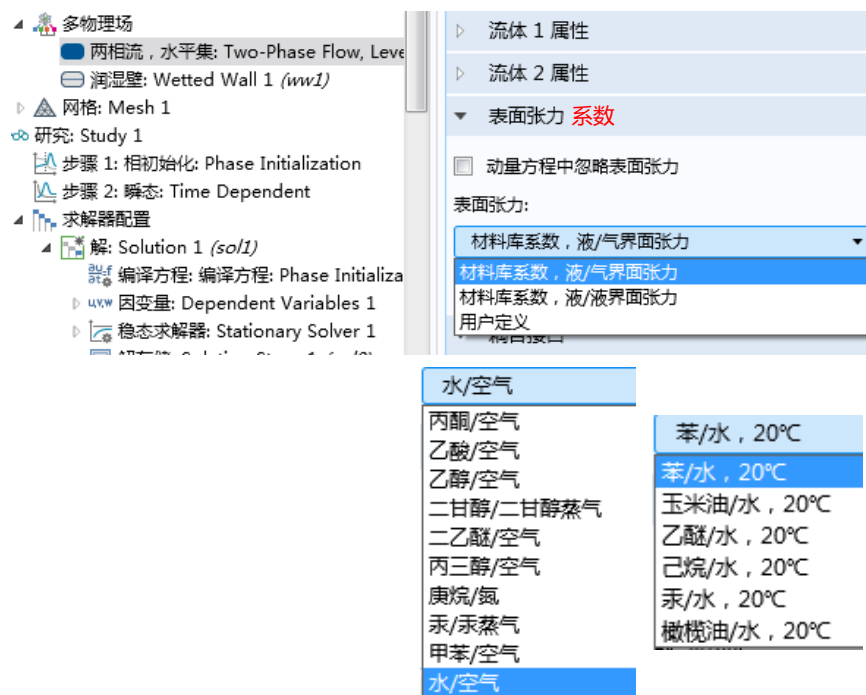 多物理场
两相流，水平集: Two-Phase Flow, Leve
润湿壁: Wetted Wall 1 (ww1)
网格: Mesh 1
研究: Study 1
步骤 1: 相初始化: Phase Initialization
步骤 2: 瞬态: Time Dependent
求解器配置
解: Solution 1 (sol1)
编译方程: 编译方程: Phase Initializa
因变量: Dependent Variables 1
稳态求解器: Stationary Solver 1
流体 1 属性
流体 2 属性
表面张力 系数
动量方程中忽略表面张力
表面张力:
材料库系数，液/气界面张力
材料库系数，液/气界面张力
材料库系数，液/液界面张力
用户定义
水/空气
丙酮/空气
乙酸/空气
乙醇/空气
二甘醇/二甘醇蒸气
二乙醚/空气
丙三醇/空气
庚烷/氮
汞/汞蒸气
甲苯/空气
水/空气
苯/水，20℃
苯/水，20℃
玉米油/水，20℃
乙醚/水，20℃
己烷/水，20℃
汞/水，20℃
橄榄油/水，20℃